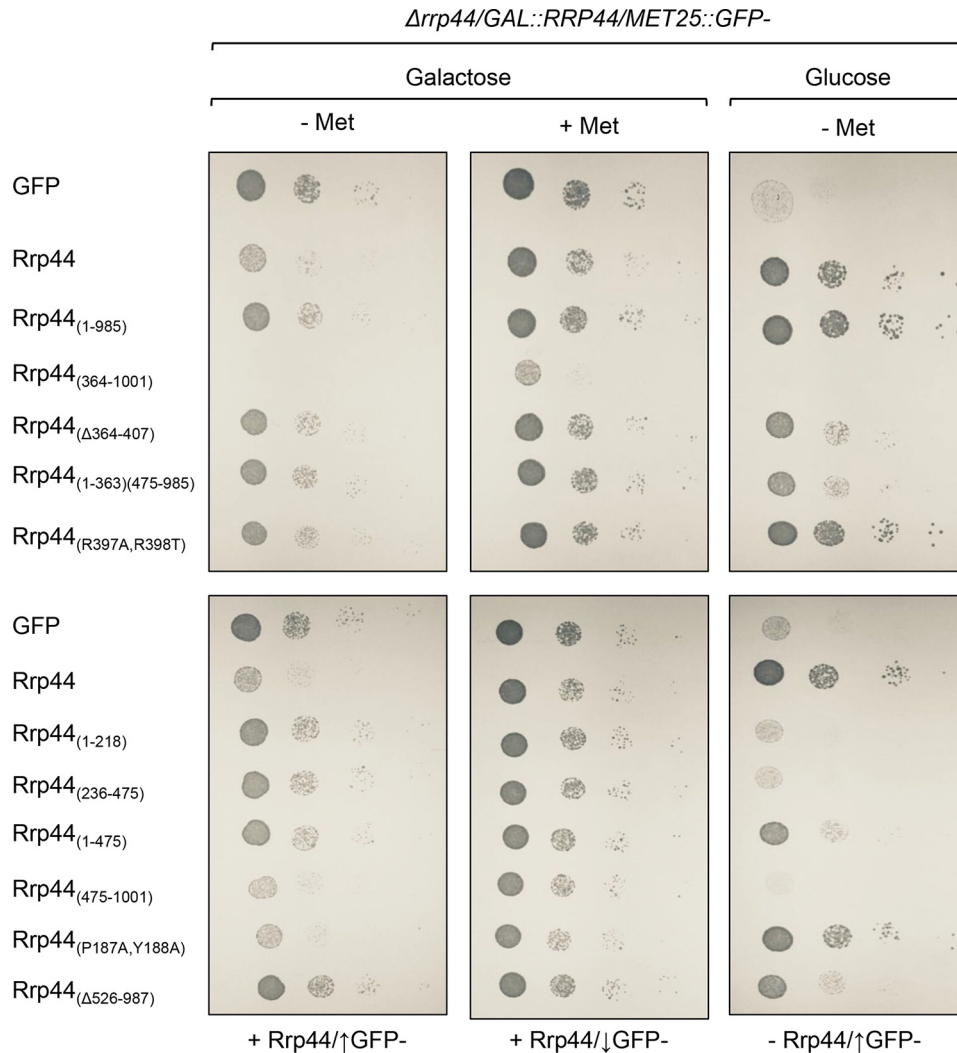 Δrrp44/GAL::RRP44/MET25::GFP-
Galactose Glucose
- Met + Met - Met
GFP
Rrp44
Rrp44(1-985)
Rrp44(364-1001)
Rrp44(Δ364-407)
Rrp44(1-363)(475-985)
Rrp44(R397A,R398T)
GFP
Rrp44
Rrp44(1-218)
Rrp44(236-475)
Rrp44(1-475)
Rrp44(475-1001)
Rrp44(P187A,Y188A)
Rrp44(Δ526-987)
+ Rrp44/↑GFP- + Rrp44/↓GFP- - Rrp44/↑GFP-